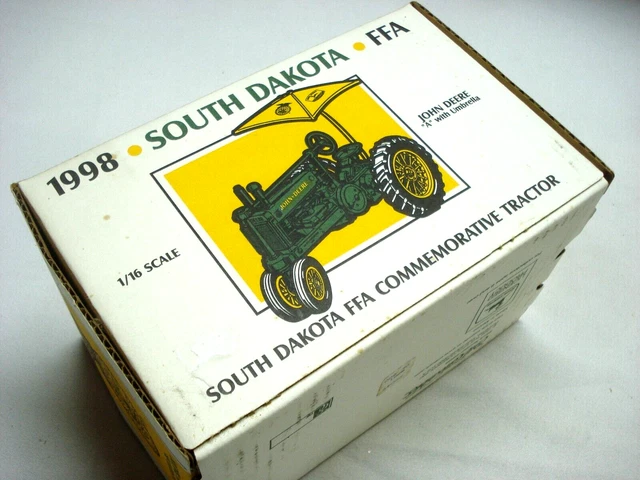 1998 • SOUTH DAKOTA • FFA
JOHN DEERE
"A" with Umbrella
JOHN DEERE
1/16 SCALE
SOUTH DAKOTA FFA COMMEMORATIVE TRACTOR